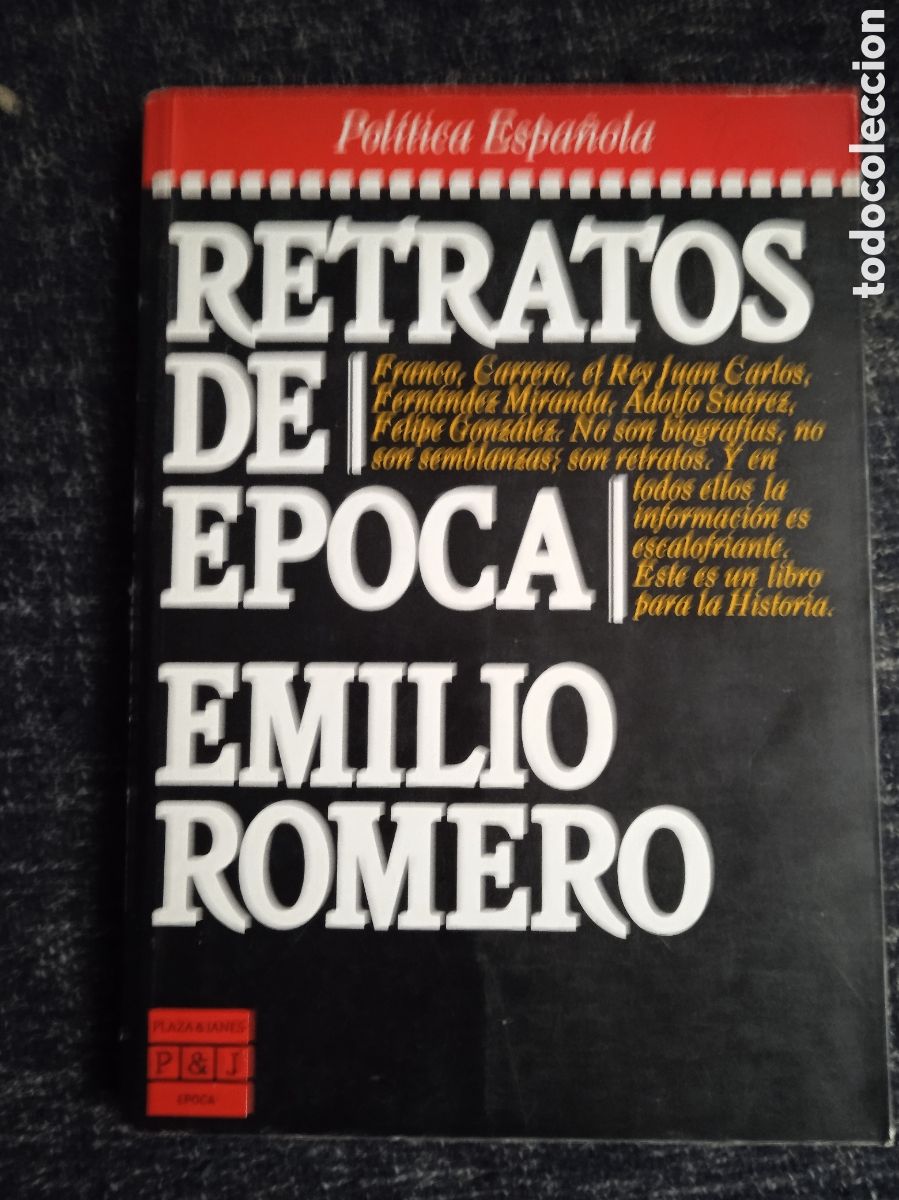 Política Española
RETRATOS
DE
Franco, Carrero, el Rey Juan Carlos,
Fernández Miranda, Adolfo Suárez,
Felipe González. No son biografías, no
son semblanzas; son retratos. Y en
EPOCA
todos ellos la
información es
escalofriante.
Este es un libro
para la Historia.
EMILIO
ROMERO
PLAZA & JANES
P & J
EPOCA
todocoleccion